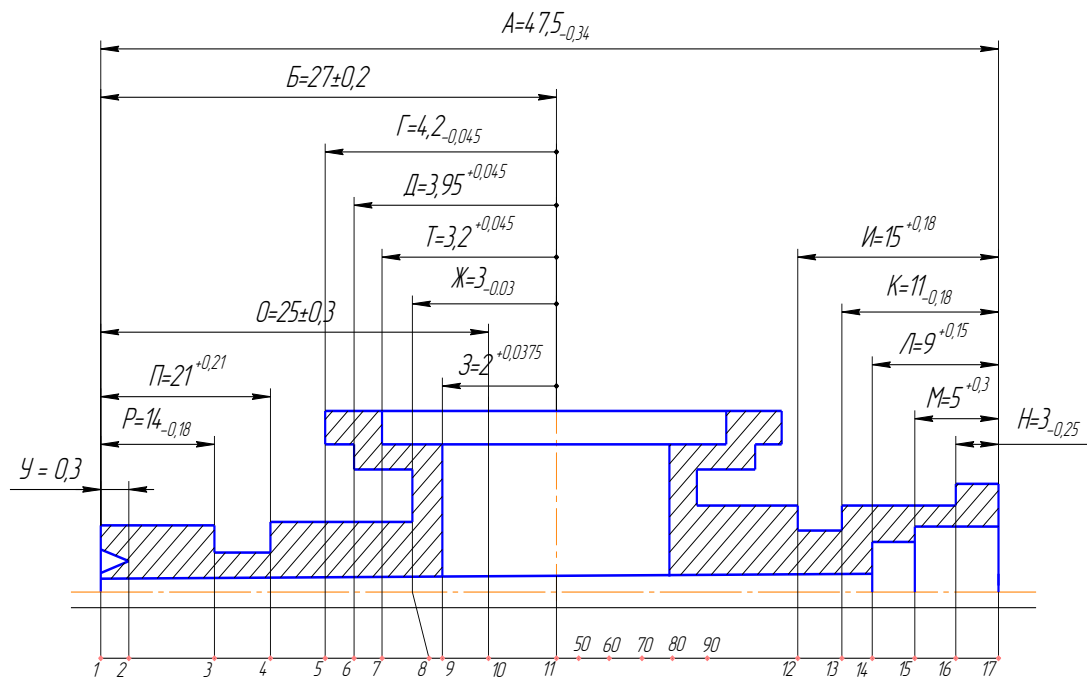 А=47,5-0,34
Б=27±0,2
Г=4,2-0,045
Д=3,95+0,045
Т=3,2+0,045
И=15+0,18
Ж=3-0.03
К=11-0,18
О=25±0,3
Л=9+0,15
З=2+0,0375
П=21+0,21
М=5+0,3
Р=14-0,18
Н=3-0,25
У = 0,3
50 60 70 80 90
1 2 3 4 5 6 7 8 9 10 11 12 13 14 15 16 17